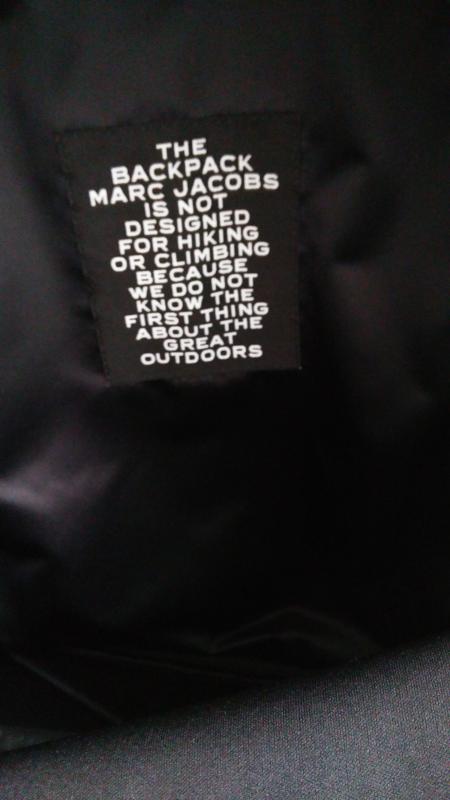 THE
BACKPACK
MARC JACOBS
IS NOT
DESIGNED
FOR HIKING
OR CLIMBING
BECAUSE
WE DO NOT
KNOW THE
FIRST THING
ABOUT THE
GREAT
OUTDOORS